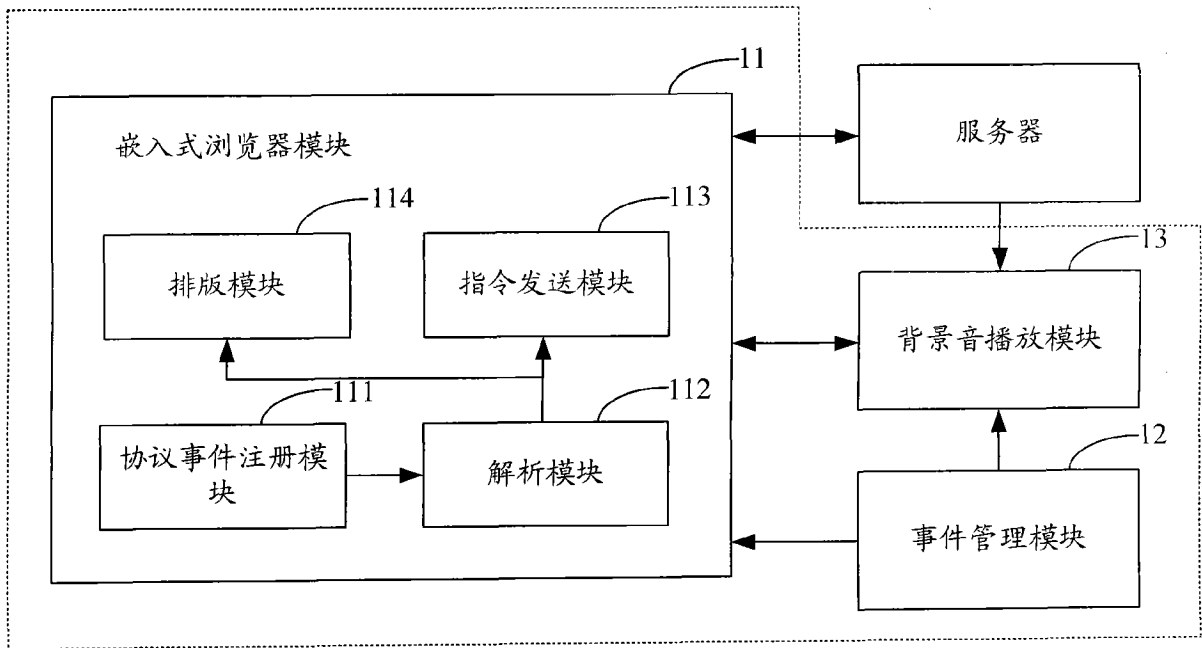 11
嵌入式浏览器模块
服务器
114
113
排版模块
指令发送模块
13
背景音播放模块
111
112
协议事件注册模
块
解析模块
12
事件管理模块